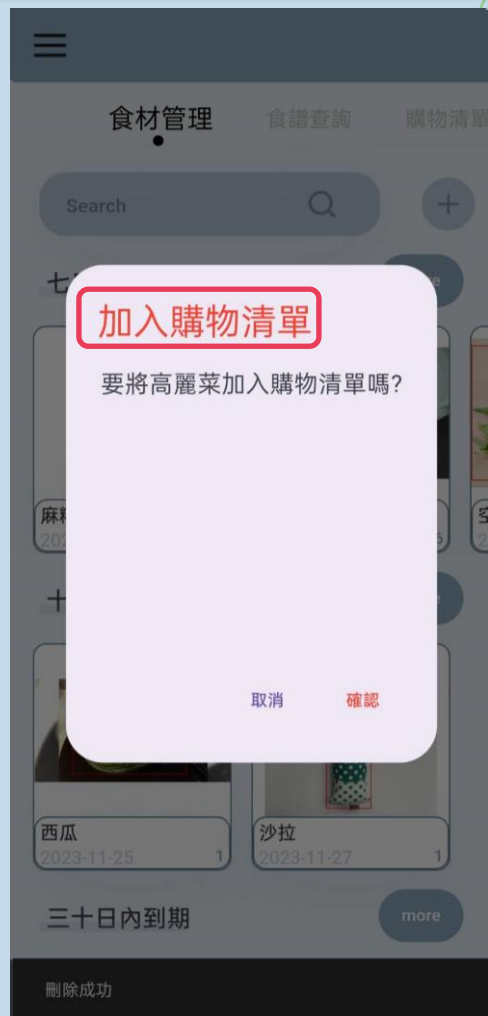 食材管理 食譜查詢 購物清單
Search
七
加入購物清單
要將高麗菜加入購物清單嗎?
麻
取消 確認
西瓜 沙拉
2023-11-25 1 2023-11-27 1
三十日內到期 more
刪除成功